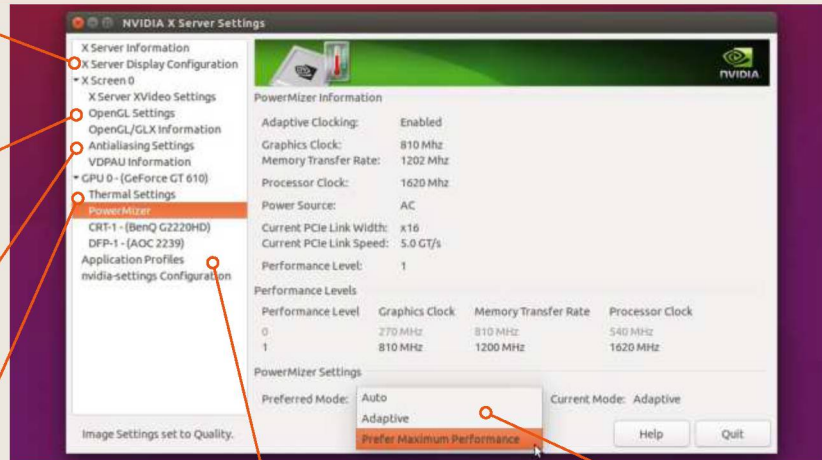 NVIDIA X Server Settings
X Server Information
X Server Display Configuration
X Screen 0
X Server XVideo Settings
OpenGL Settings
OpenGL/GLX Information
Antialiasing Settings
VDPAU Information
GPU 0 - (GeForce GT 610)
Thermal Settings
PowerMizer
CRT-1 - (BenQ G2220HD)
DFP-1 - (AOC 2239)
Application Profiles
nvidia-settings Configuration
Image Settings set to Quality.
NVIDIA
PowerMizer Information
Adaptive Clocking: Enabled
Graphics Clock: 810 Mhz
Memory Transfer Rate: 1202 Mhz
Processor Clock: 1620 Mhz
Power Source: AC
Current PCIe Link Width: x16
Current PCIe Link Speed: 5.0 GT/s
Performance Level: 1
Performance Levels
Performance Level Graphics Clock Memory Transfer Rate Processor Clock
0 270 MHz 810 MHz 540 MHz
1 810 MHz 1200 MHz 1620 MHz
PowerMizer Settings
Preferred Mode: Auto Current Mode: Adaptive
Adaptive
Prefer Maximum Performance
Help Quit